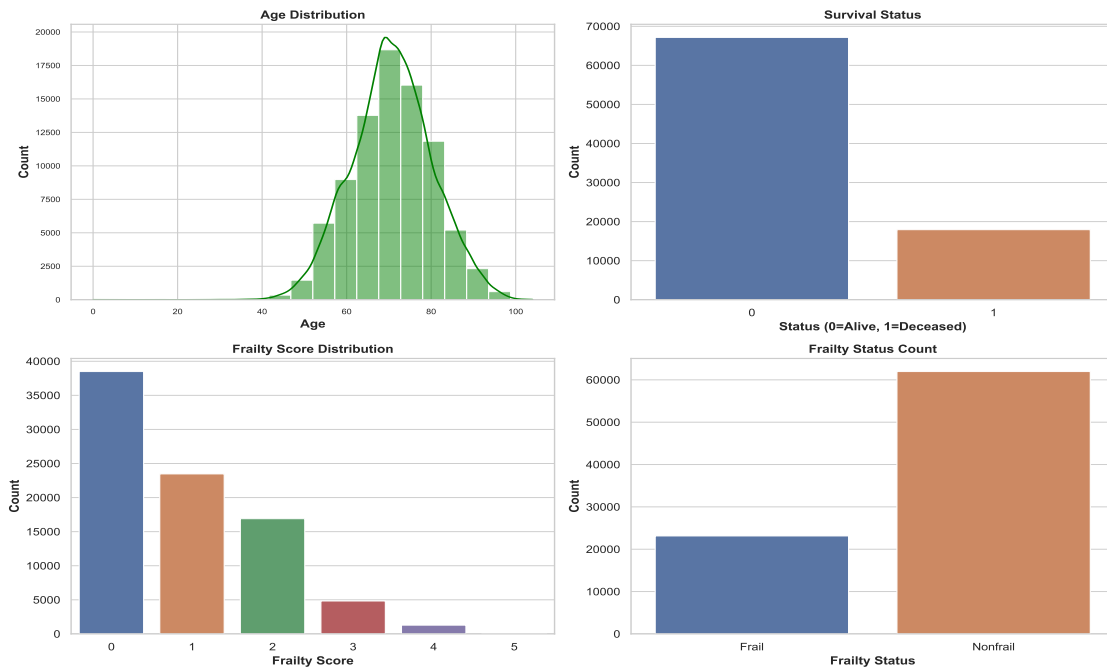 Age Distribution
20000
17500
15000
12500
10000
7500
5000
2500
0
Count
0 20 40 60 80 100
Age
Survival Status
70000
60000
50000
40000
30000
20000
10000
0
Count
0 1
Status (0=Alive, 1=Deceased)
Frailty Score Distribution
40000
35000
30000
25000
20000
15000
10000
5000
0
Count
0 1 2 3 4 5
Frailty Score
Frailty Status Count
60000
50000
40000
30000
20000
10000
0
Count
Frail Nonfrail
Frailty Status